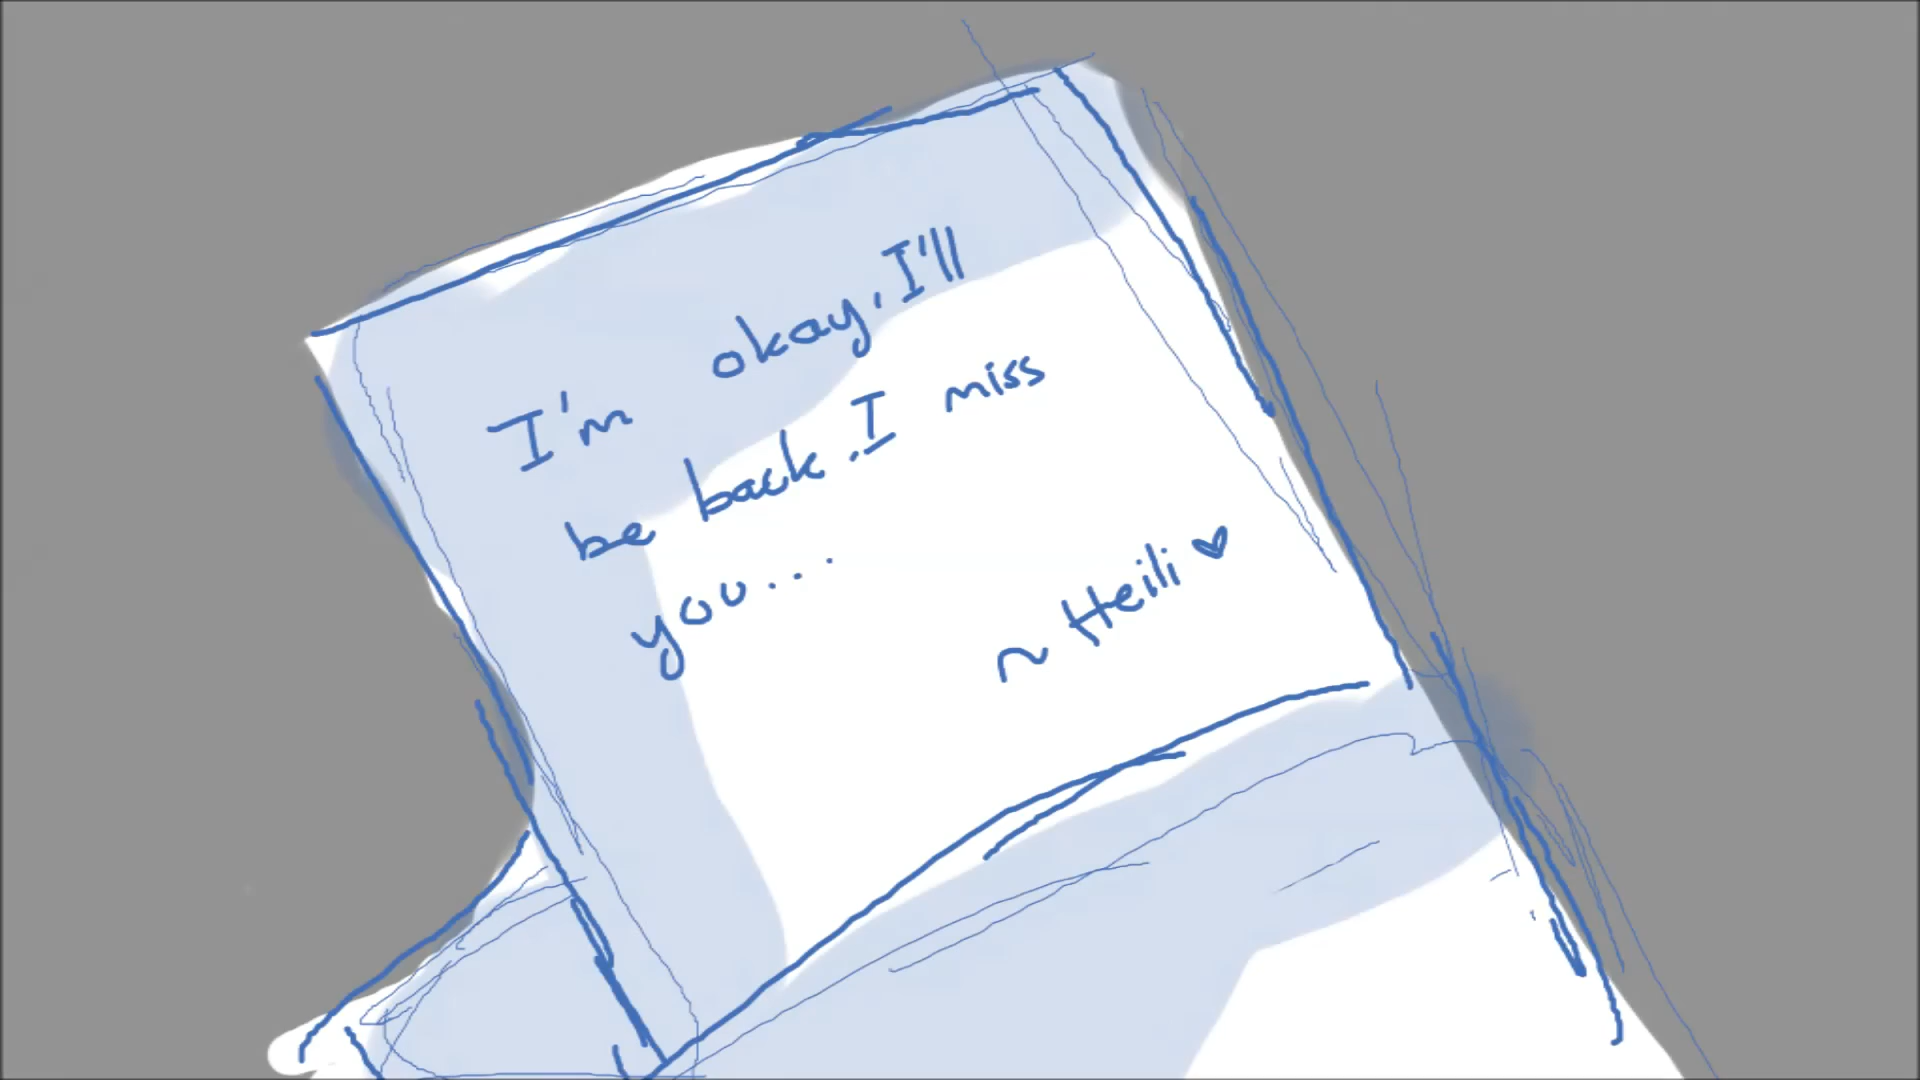 I'm okay, I'll
be back. I miss
you...
~ Heili ♥